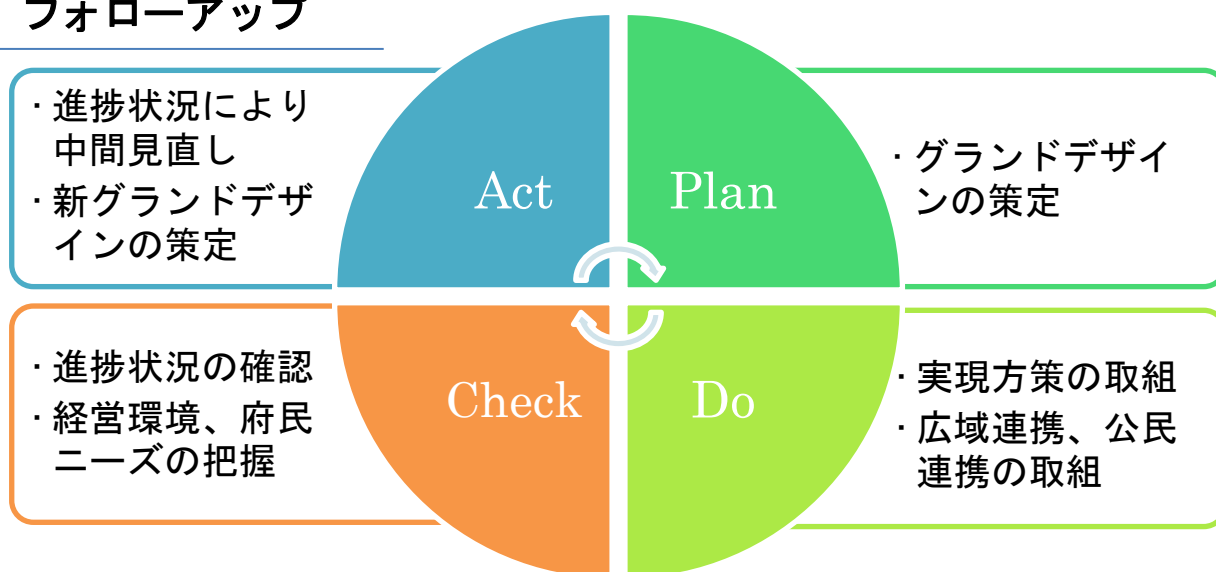 フォローアップ
・進捗状況により
中間見直し
・新グランドデザ
インの策定
Act
Plan
・グランドデザイ
ンの策定
・進捗状況の確認
・経営環境、府民
ニーズの把握
Check
Do
・実現方策の取組
・広域連携、公民
連携の取組